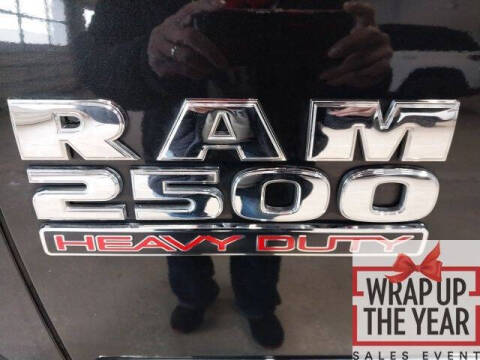 RAM
2500
HEAVY DUTY
WRAP UP
THE YEAR
SALES EVENT